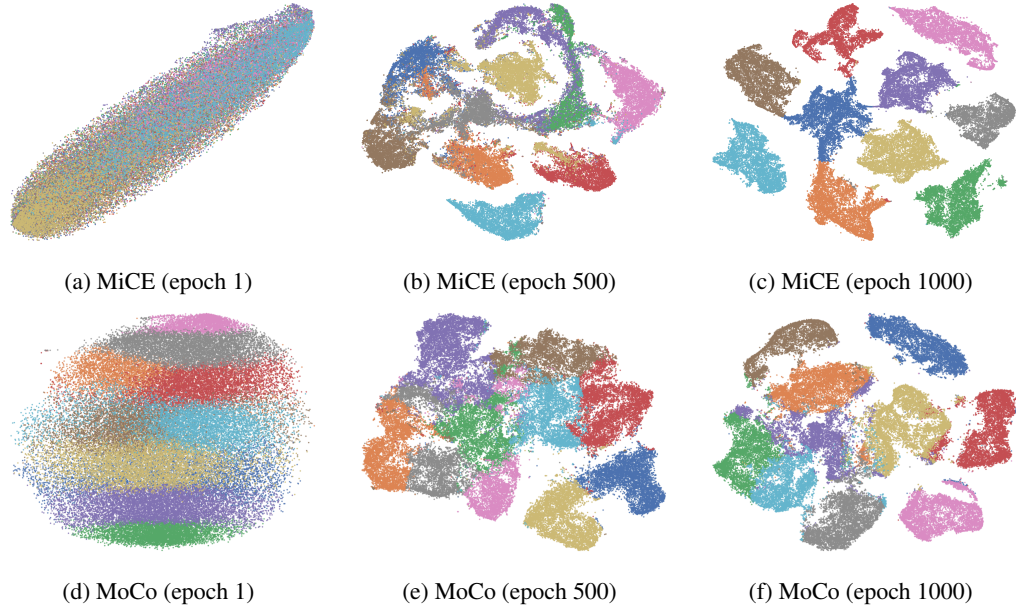 (a) MiCE (epoch 1)
(b) MiCE (epoch 500)
(c) MiCE (epoch 1000)
(d) MoCo (epoch 1)
(e) MoCo (epoch 500)
(f) MoCo (epoch 1000)